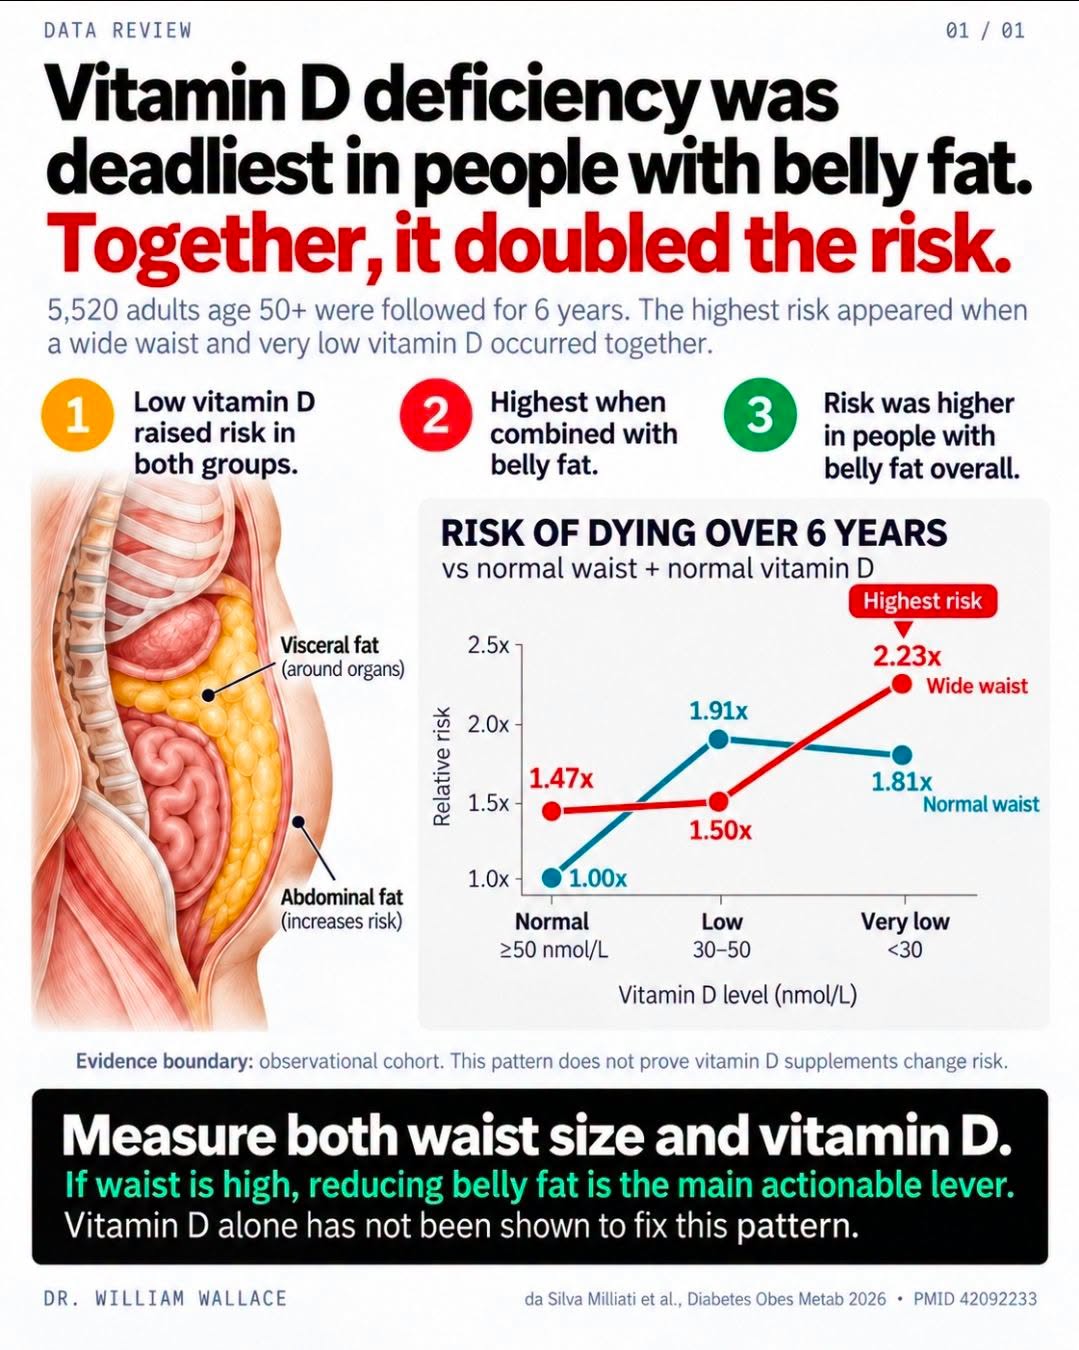 DATA REVIEW
01 / 01
Vitamin D deficiency was
deadliest in people with belly fat.
Together, it doubled the risk.
5,520 adults age 50+ were followed for 6 years. The highest risk appeared when
a wide waist and very low vitamin D occurred together.
1
Low vitamin D
raised risk in
both groups.
2
Highest when
combined with
belly fat.
3
Risk was higher
in people with
belly fat overall.
Visceral fat
(around organs)
Abdominal fat
(increases risk)
RISK OF DYING OVER 6 YEARS
vs normal waist + normal vitamin D
Highest risk
2.5x
2.0x
1.5x
1.0x
Relative risk
2.23x
Wide waist
1.91x
1.81x
Normal waist
1.47x
1.50x
1.00x
Normal
≥50 nmol/L
Low
30–50
Very low
<30
Vitamin D level (nmol/L)
Evidence boundary: observational cohort. This pattern does not prove vitamin D supplements change risk.
Measure both waist size and vitamin D.
If waist is high, reducing belly fat is the main actionable lever.
Vitamin D alone has not been shown to fix this pattern.
DR. WILLIAM WALLACE
da Silva Milliati et al., Diabetes Obes Metab 2026 • PMID 42092233